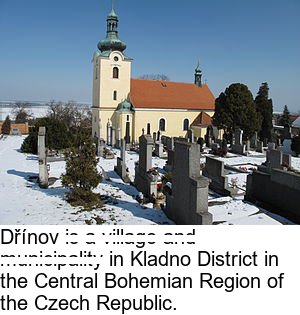 Dřínov is a village and
municipality in Kladno District in
the Central Bohemian Region of
the Czech Republic.